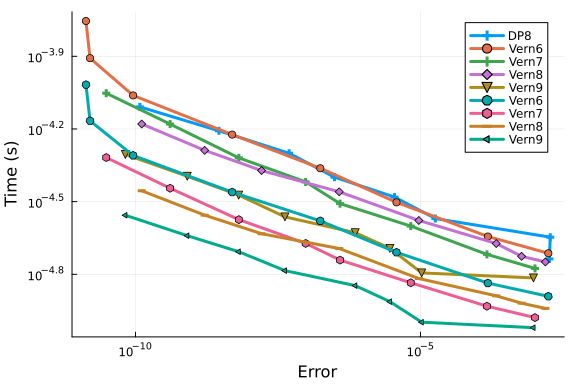 10⁻³·⁹
10⁻⁴·²
10⁻⁴·⁵
10⁻⁴·⁸
Time (s)
DP8
Vern6
Vern7
Vern8
Vern9
Vern6
Vern7
Vern8
Vern9
10⁻¹⁰
10⁻⁵
Error